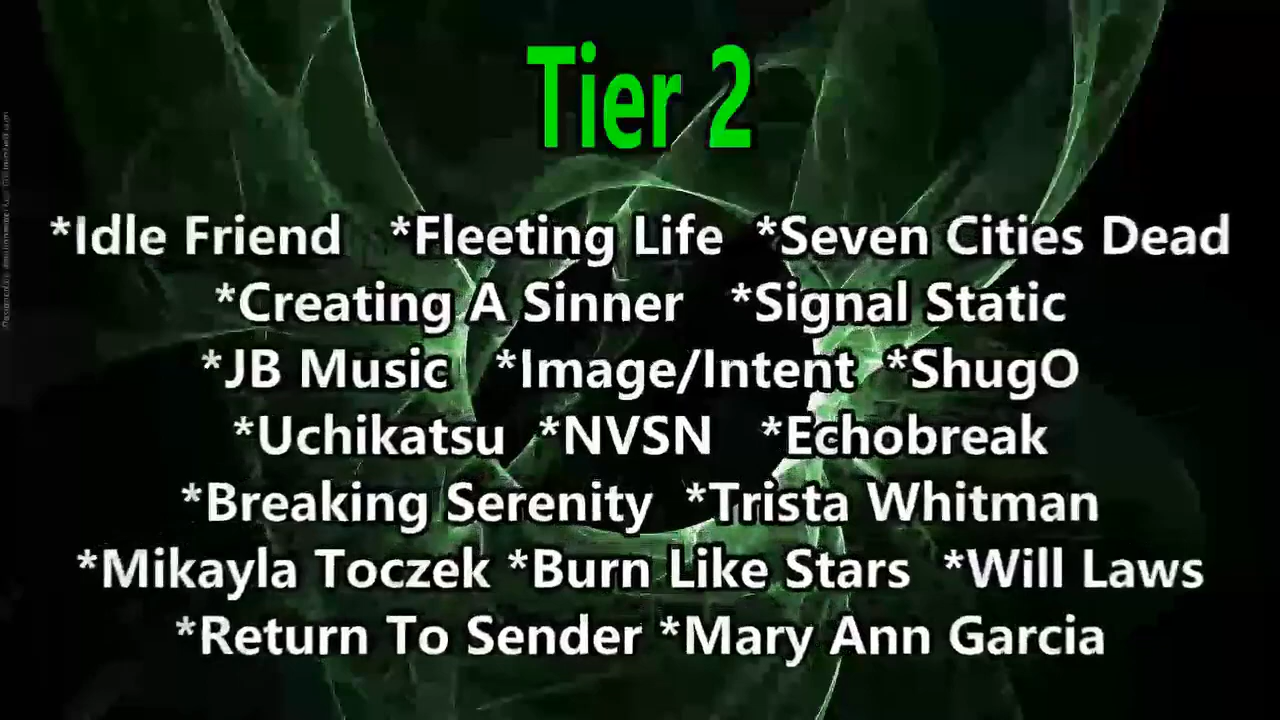 Tier 2
*Idle Friend *Fleeting Life *Seven Cities Dead
*Creating A Sinner *Signal Static
*JB Music *Image/Intent *ShugO
*Uchikatsu *NVSN *Echobreak
*Breaking Serenity *Trista Whitman
*Mikayla Toczek *Burn Like Stars *Will Laws
*Return To Sender *Mary Ann Garcia